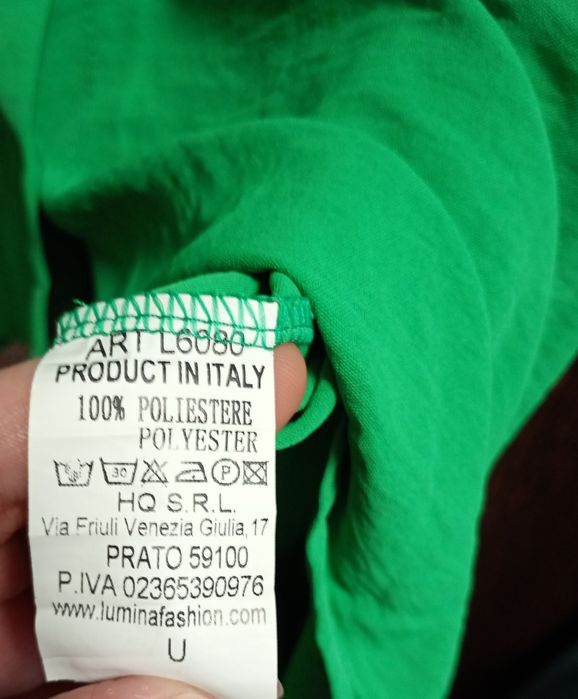 ART L6080
PRODUCT IN ITALY
100% POLIESTERE
POLYESTER
30 P
HQ S.R.L.
Via Friuli Venezia Giulia,17
PRATO 59100
P.IVA 02365390976
www.luminafashion.com
U